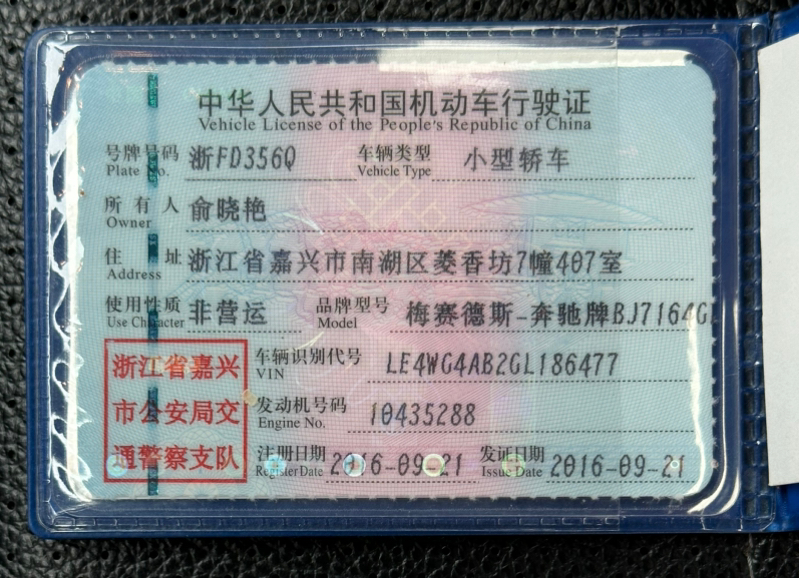 中华人民共和国机动车行驶证
Vehicle License of the People's Republic of China
号牌号码 浙FD356Q 车辆类型 小型轿车
Plate No. Vehicle Type
所有人 俞晓艳
Owner
住址 浙江省嘉兴市南湖区菱香坊7幢407室
Address
使用性质 非营运 品牌型号 梅赛德斯-奔驰牌BJ7164G
Use Character Model
浙江省嘉兴 车辆识别代号 LE4WG4AB2GL186477
VIN
市公安局交 发动机号码 10435288
Engine No.
通警察支队 注册日期 2016-09-21 发证日期 2016-09-21
Register Date Issue Date